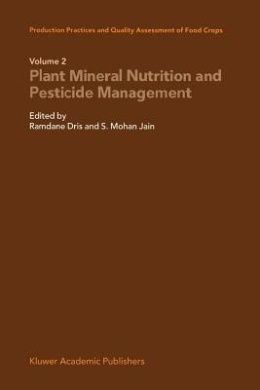 Production Practices and Quality Assessment of Food Crops
Volume 2
Plant Mineral Nutrition and
Pesticide Management
Edited by
Ramdane Dris and S. Mohan Jain
Kluwer Academic Publishers